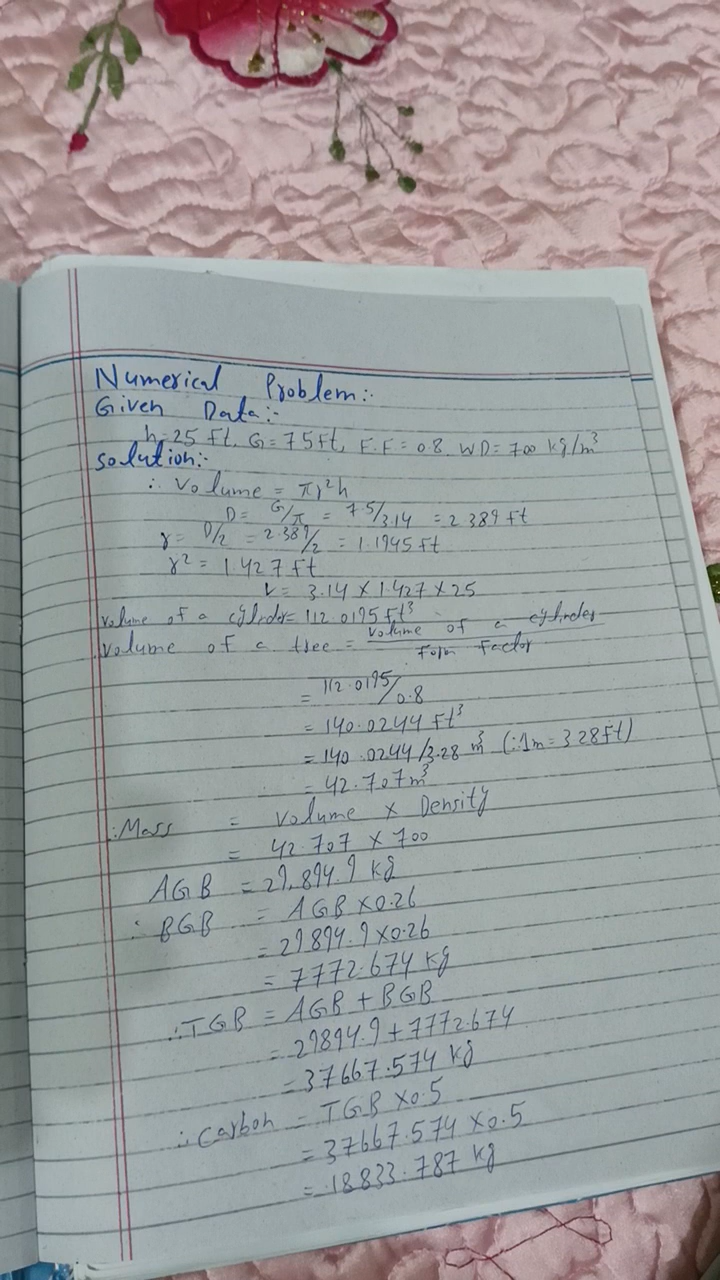 Numerical Problem:-
Given Data:-
h=25 ft, G=7.5ft, F.F=0.8, WD=700 kg/m³
Solution:-
∴ Volume = πr²h
D= G/π = 7.5/3.14 = 2.389 ft
r= D/2 = 2.389/2 = 1.1945 ft
r² = 1.427 ft
V= 3.14 × 1.427 × 25
Volume of a cylinder= 112.0195 ft³
Volume of a tree = Volume of a cylinder / Form Factor
= 112.0195/0.8
= 140.0244 ft³
= 140.0244/3.28 m³ (∵1m=3.28ft)
= 42.707m³
∴Mass = Volume × Density
= 42.707 × 700
AGB = 29,894.9 kg
∴ BGB = AGB ×0.26
= 29894.9×0.26
= 7772.674 kg
∴TGB = AGB + BGB
= 29894.9+7772.674
= 37667.574 kg
∴Carbon = TGB ×0.5
= 37667.574 ×0.5
= 18833.787 kg